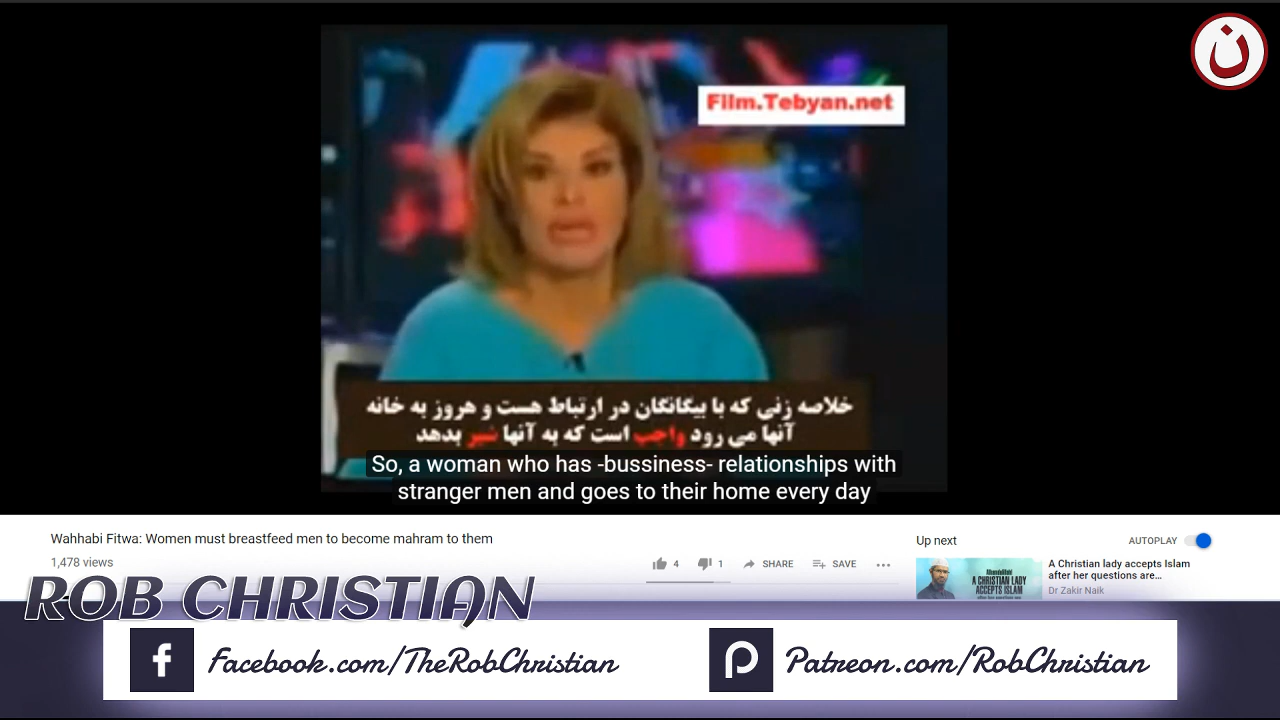 ن
Film.Tebyan.net
خلاصه زنی که با بیگانگان در ارتباط هست و هروز به خانه
آنها می رود واجب است که به آنها شیر بدهد
So, a woman who has -bussiness- relationships with
stranger men and goes to their home every day
Wahhabi Fitwa: Women must breastfeed men to become mahram to them
1,478 views
4
1
SHARE
SAVE
Up next
AUTOPLAY
A CHRISTIAN LADY
ACCEPTS ISLAM
A Christian lady accepts Islam
after her questions are...
Dr Zakir Naik
ROB CHRISTIAN
Facebook.com/TheRobChristian
Patreon.com/RobChristian